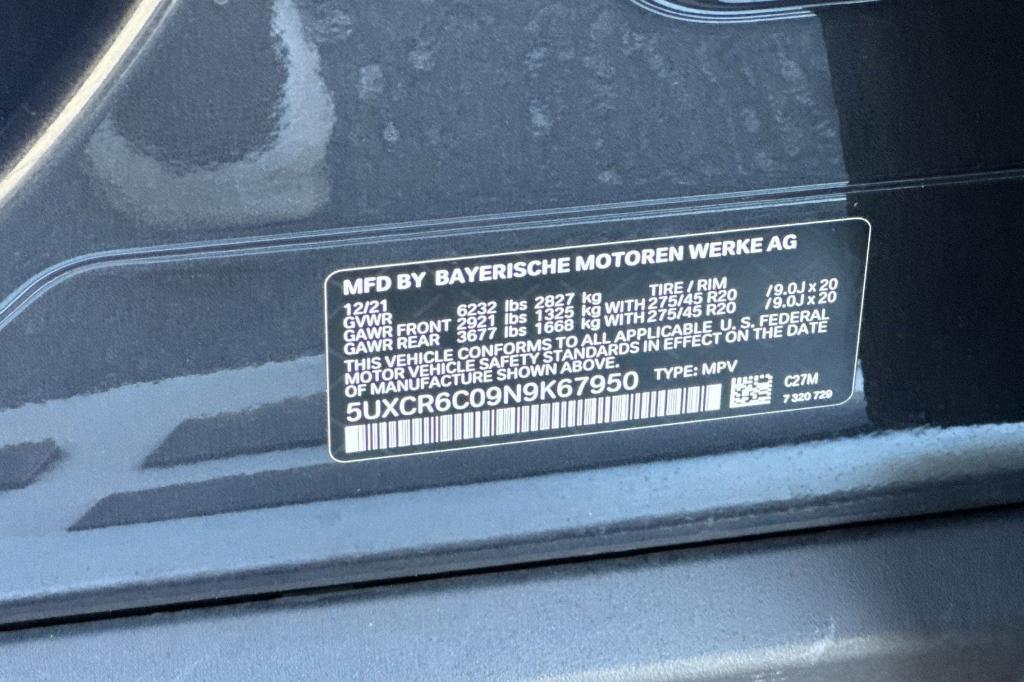 MFD BY BAYERISCHE MOTOREN WERKE AG
12/21 TIRE / RIM
GVWR 6232 lbs 2827 kg
GAWR FRONT 2921 lbs 1325 kg WITH 275/45 R20 /9.0J x 20
GAWR REAR 3677 lbs 1668 kg WITH 275/45 R20 /9.0J x 20
THIS VEHICLE CONFORMS TO ALL APPLICABLE U. S. FEDERAL
MOTOR VEHICLE SAFETY STANDARDS IN EFFECT ON THE DATE
OF MANUFACTURE SHOWN ABOVE.
5UXCR6C09N9K67950 TYPE: MPV
C27M
7 320 729